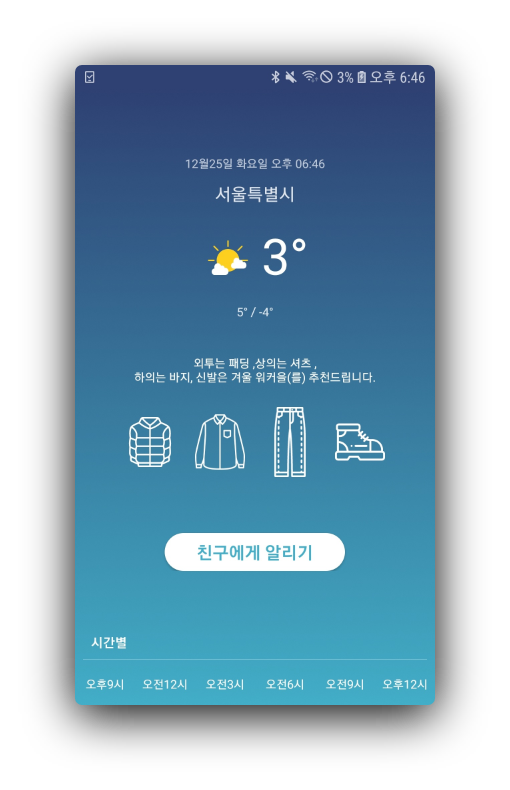 3% 오후 6:46
12월25일 화요일 오후 06:46
서울특별시
3°
5° / -4°
외투는 패딩 ,상의는 셔츠 ,
하의는 바지, 신발은 겨울 워커을(를) 추천드립니다.
친구에게 알리기
시간별
오후9시 오전12시 오전3시 오전6시 오전9시 오후12시